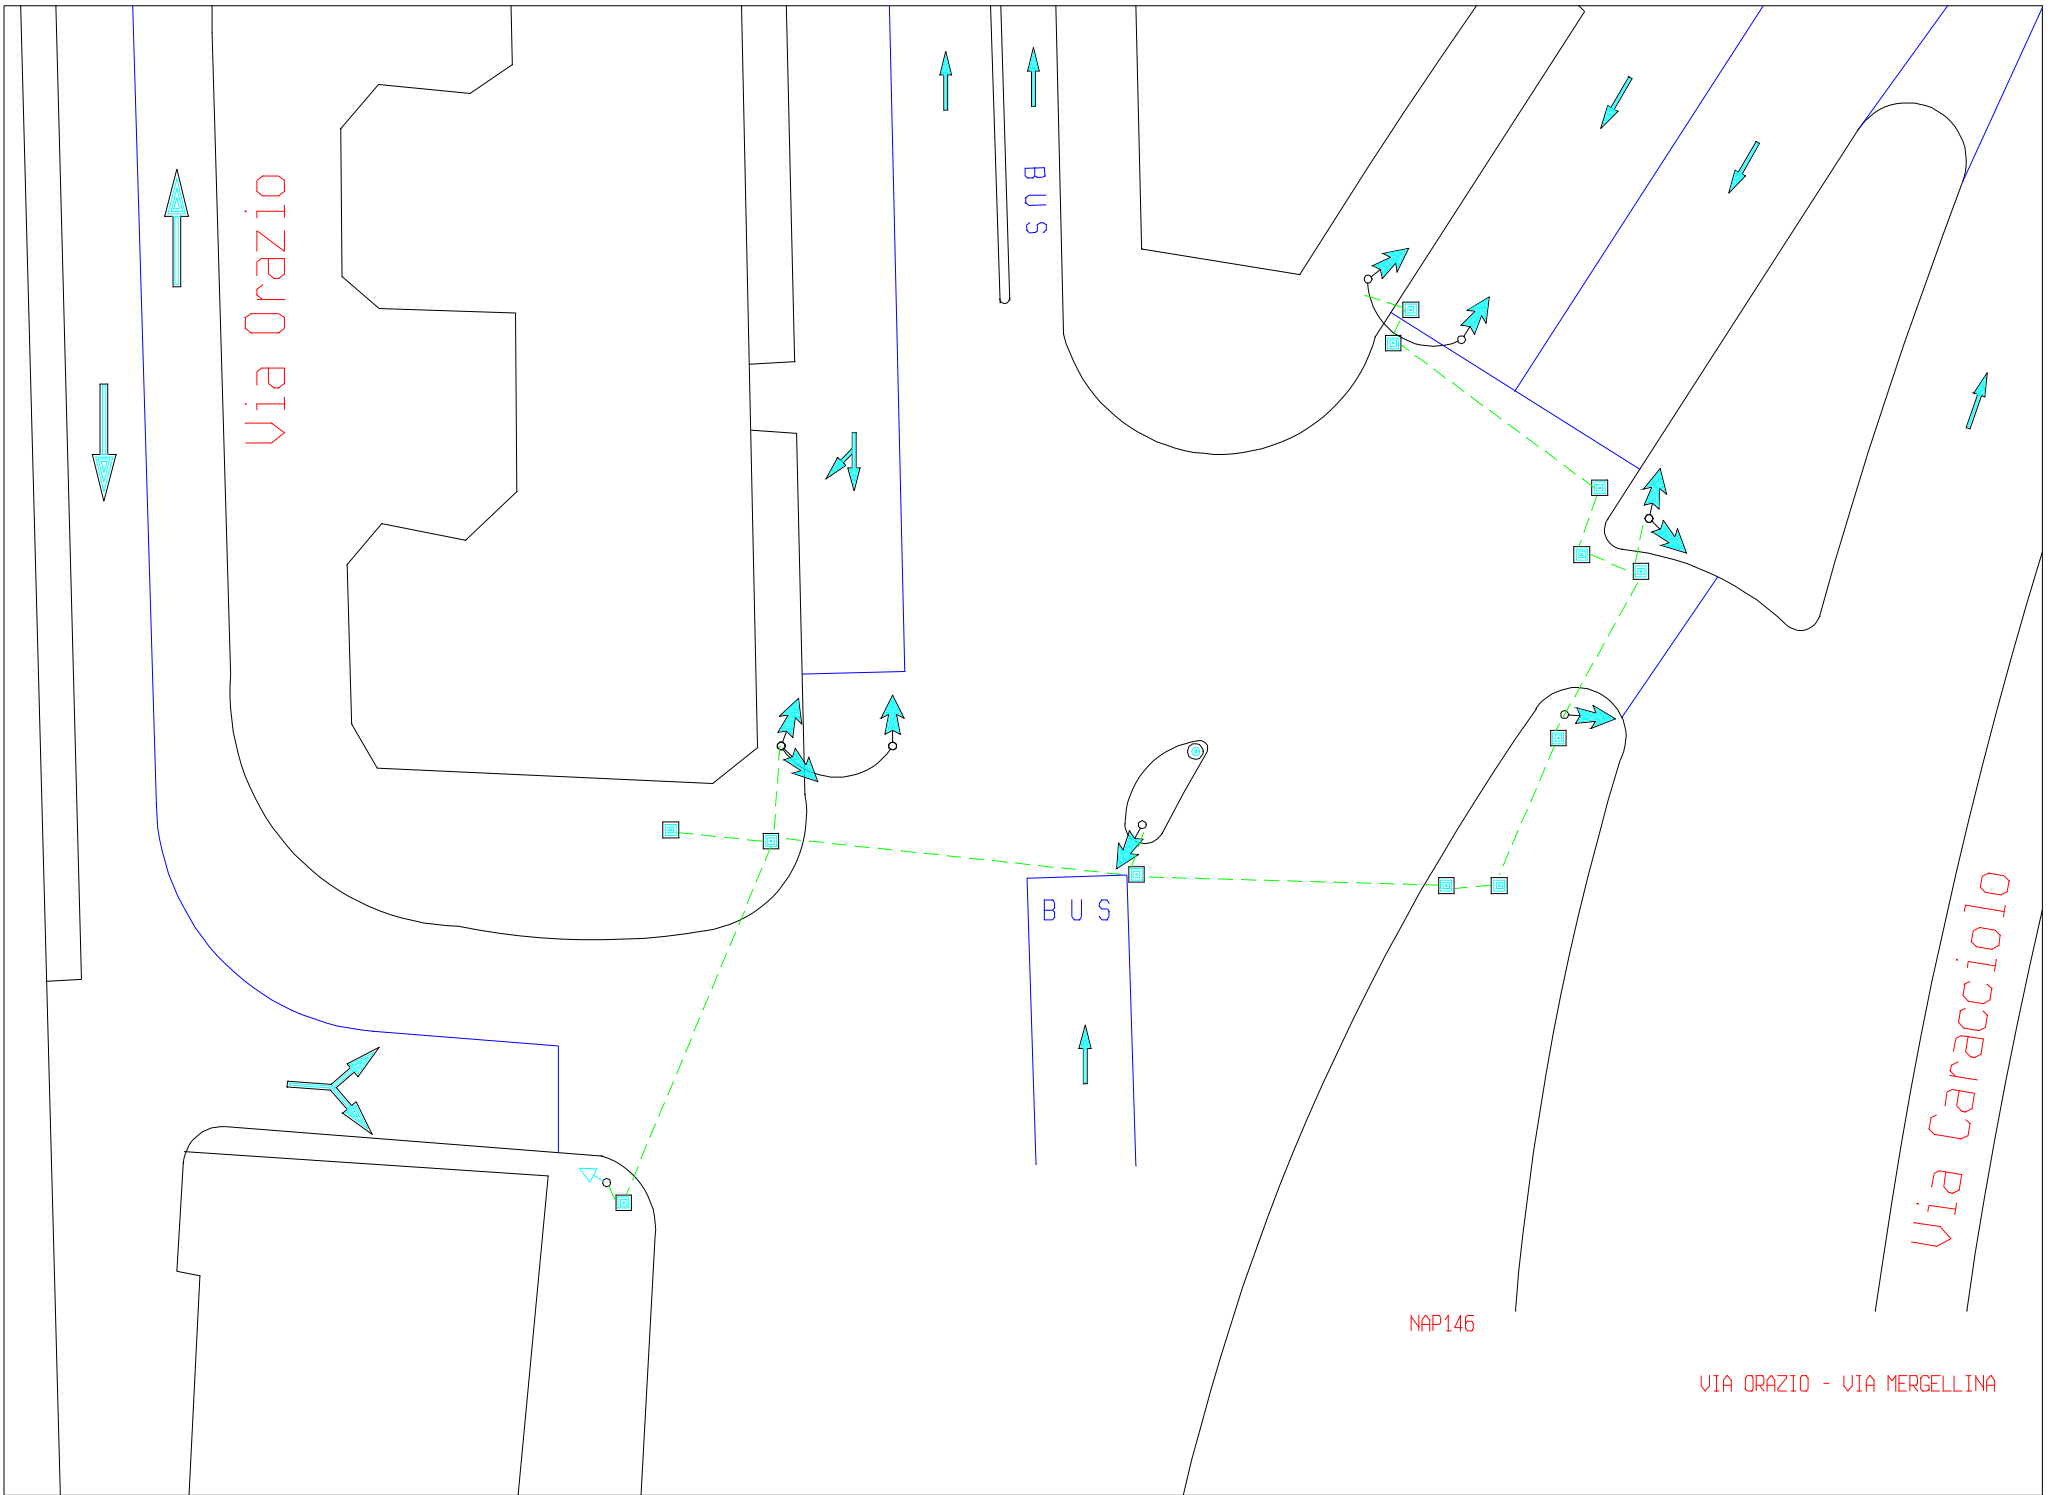 Via Orazio
BUS
BUS
Via Caracciolo
NAP146
VIA ORAZIO - VIA MERGELLINA